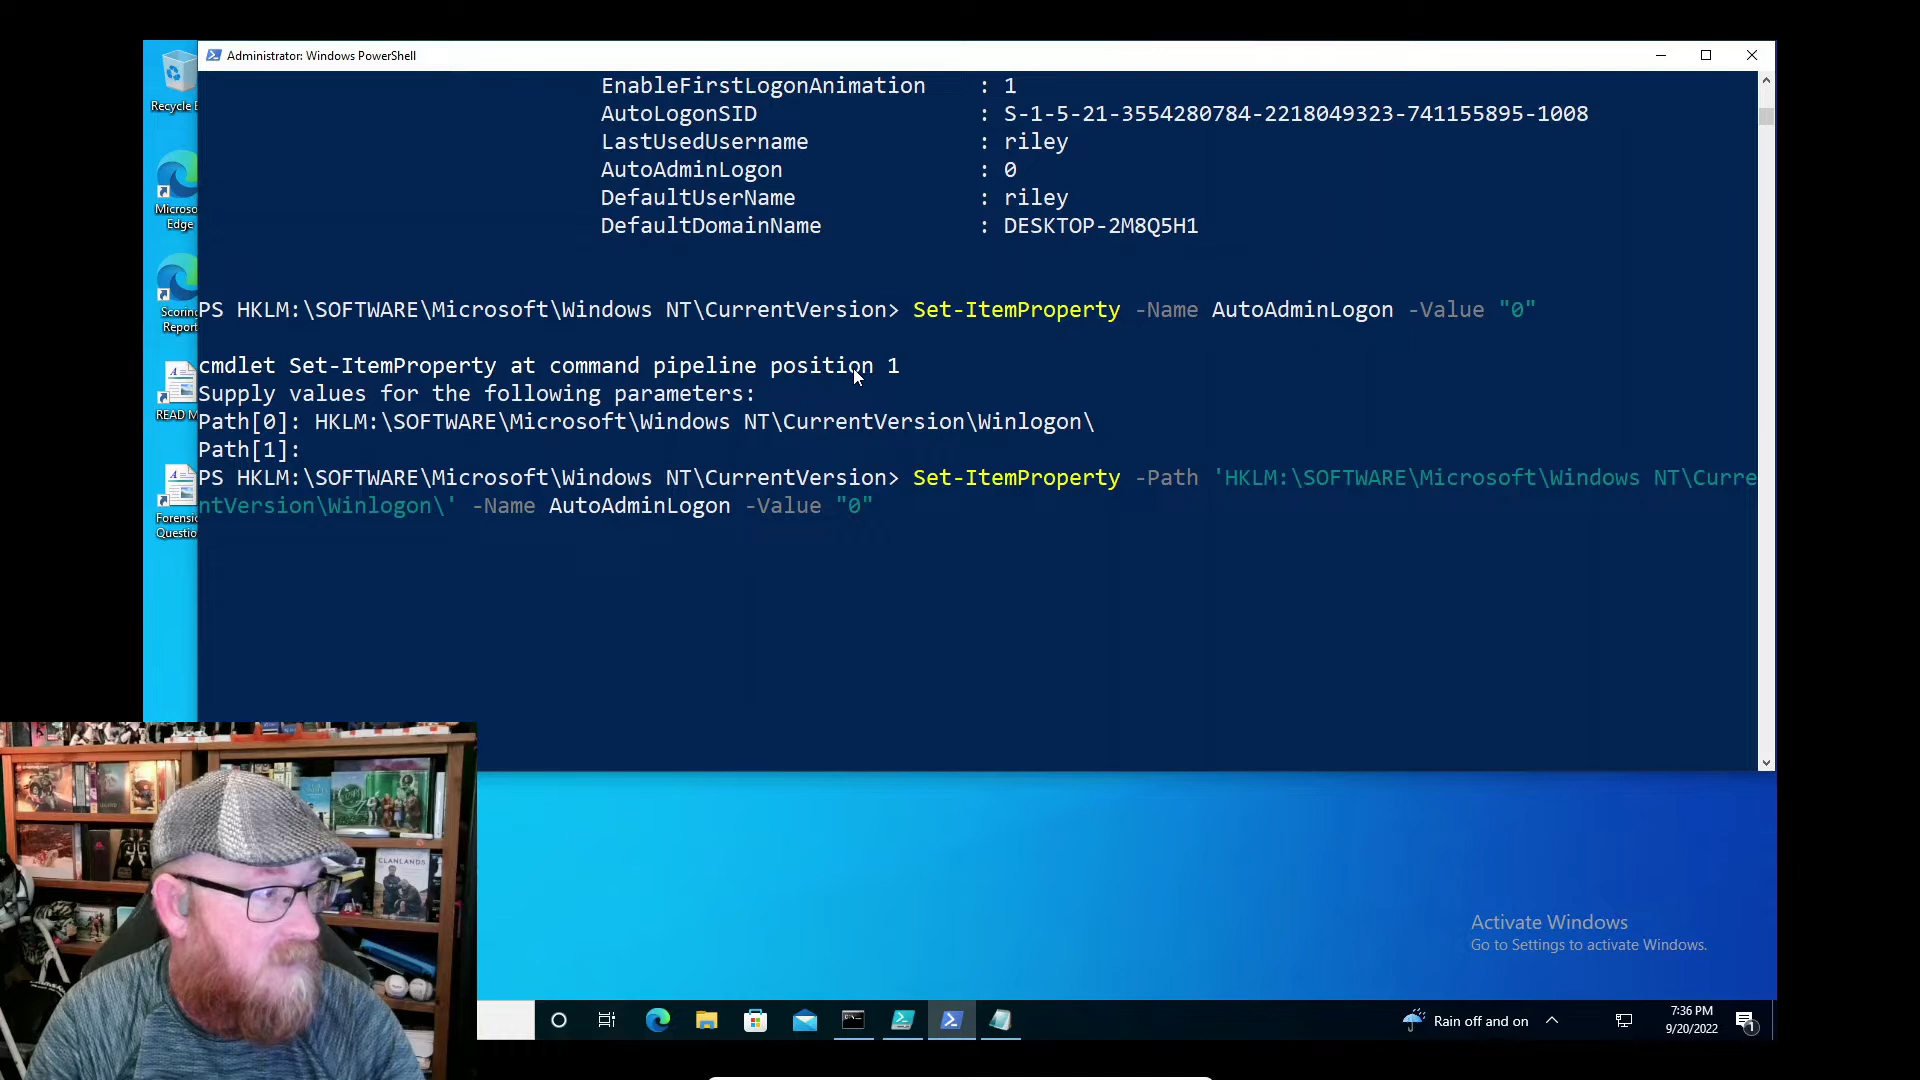 Administrator: Windows PowerShell
EnableFirstLogonAnimation : 1
AutoLogonSID : S-1-5-21-3554280784-2218049323-741155895-1008
LastUsedUsername : riley
AutoAdminLogon : 0
DefaultUserName : riley
DefaultDomainName : DESKTOP-2M8Q5H1
PS HKLM:\SOFTWARE\Microsoft\Windows NT\CurrentVersion> Set-ItemProperty -Name AutoAdminLogon -Value "0"
cmdlet Set-ItemProperty at command pipeline position 1
Supply values for the following parameters:
Path[0]: HKLM:\SOFTWARE\Microsoft\Windows NT\CurrentVersion\Winlogon\
Path[1]:
PS HKLM:\SOFTWARE\Microsoft\Windows NT\CurrentVersion> Set-ItemProperty -Path 'HKLM:\SOFTWARE\Microsoft\Windows NT\Curre
ntVersion\Winlogon\' -Name AutoAdminLogon -Value "0"
Recycle B
Microso
Edge
Scorin
Report
READ M
Forensi
Questio
CLANLANDS
Activate Windows
Go to Settings to activate Windows.
Rain off and on
7:36 PM
9/20/2022
1